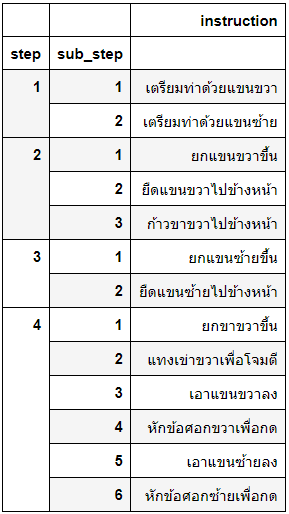 instruction
step sub_step
1 1 เตรียมท่าด้วยแขนขวา
2 เตรียมท่าด้วยแขนซ้าย
2 1 ยกแขนขวาขึ้น
2 ยืดแขนขวาไปข้างหน้า
3 ก้าวขาขวาไปข้างหน้า
3 1 ยกแขนซ้ายขึ้น
2 ยืดแขนซ้ายไปข้างหน้า
4 1 ยกขาขวาขึ้น
2 แทงเข่าขวาเพื่อโจมตี
3 เอาแขนขวาลง
4 หักข้อศอกขวาเพื่อกด
5 เอาแขนซ้ายลง
6 หักข้อศอกซ้ายเพื่อกด